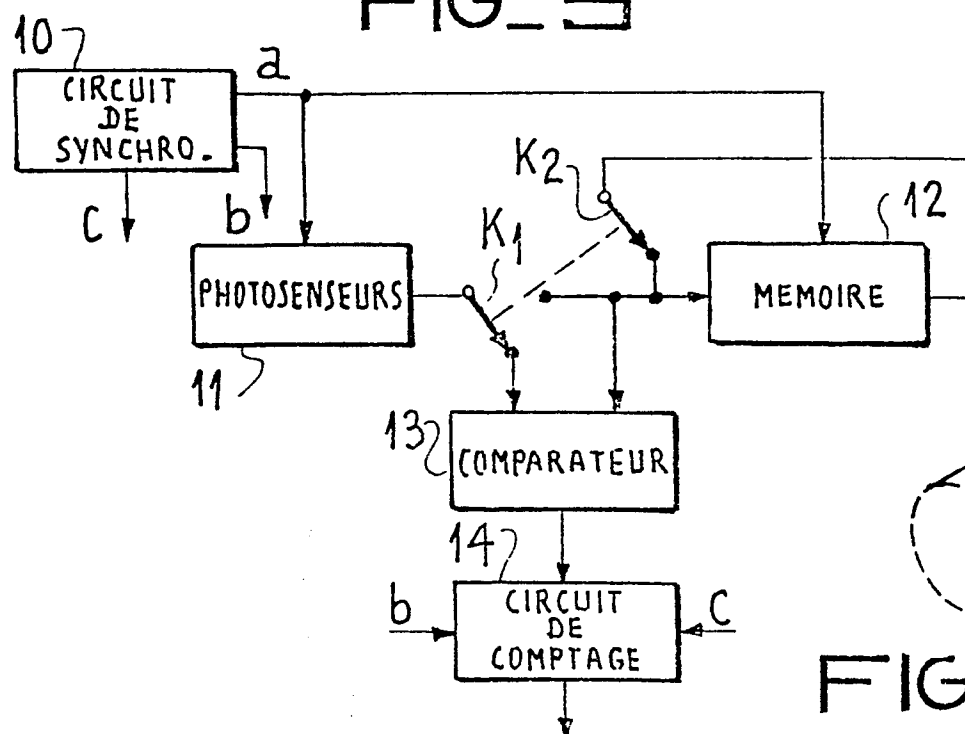 FIG_5
10
a
CIRCUIT
DE
SYNCHRO.
K2
c
b
12
K1
PHOTOSENSEURS
MEMOIRE
11
13
COMPARATEUR
14
b
CIRCUIT
DE
COMPTAGE
c
FIG